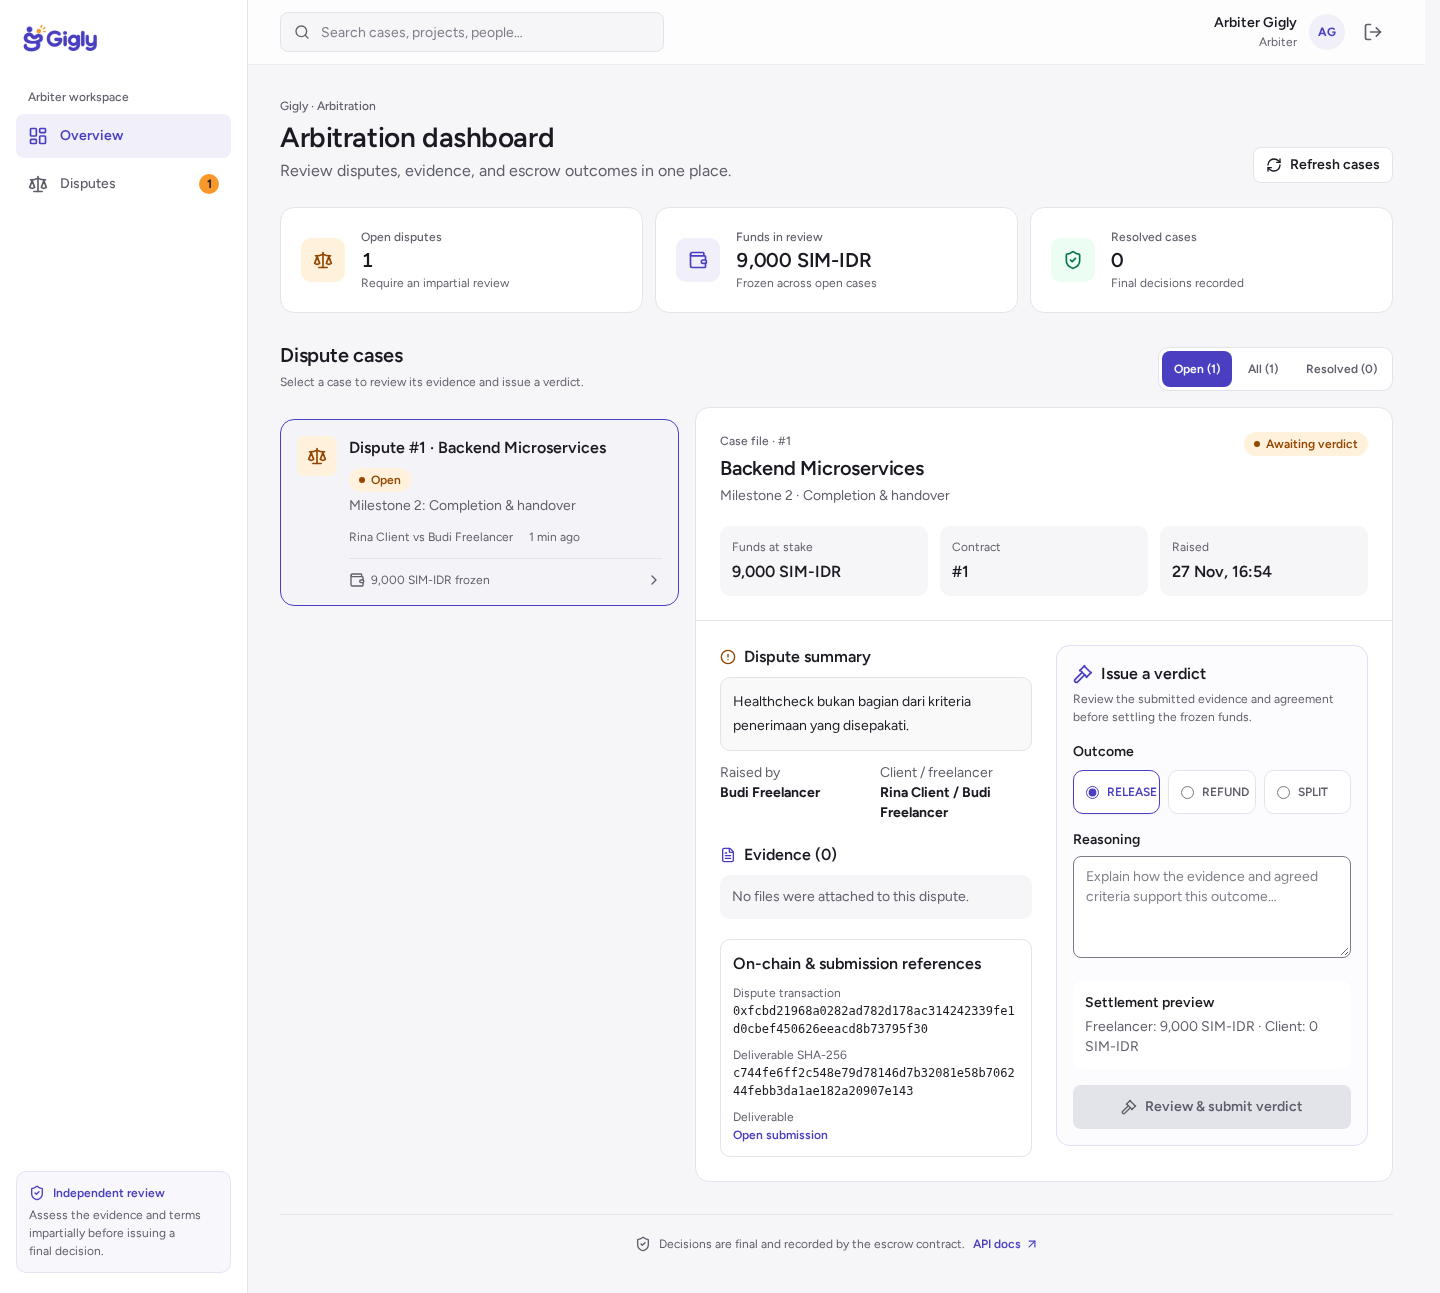 Gigly
Arbiter workspace
Overview
Disputes
1
Independent review
Assess the evidence and terms
impartially before issuing a
final decision.
Search cases, projects, people...
Arbiter Gigly
Arbiter
AG
Gigly · Arbitration
Arbitration dashboard
Review disputes, evidence, and escrow outcomes in one place.
Refresh cases
Open disputes
1
Require an impartial review
Funds in review
9,000 SIM-IDR
Frozen across open cases
Resolved cases
0
Final decisions recorded
Dispute cases
Select a case to review its evidence and issue a verdict.
Open (1)
All (1)
Resolved (0)
Dispute #1 · Backend Microservices
Open
Milestone 2: Completion & handover
Rina Client vs Budi Freelancer
1 min ago
9,000 SIM-IDR frozen
Case file · #1
Awaiting verdict
Backend Microservices
Milestone 2 · Completion & handover
Funds at stake
9,000 SIM-IDR
Contract
#1
Raised
27 Nov, 16:54
Dispute summary
Healthcheck bukan bagian dari kriteria
penerimaan yang disepakati.
Raised by
Budi Freelancer
Client / freelancer
Rina Client / Budi
Freelancer
Evidence (0)
No files were attached to this dispute.
On-chain & submission references
Dispute transaction
0xfcbd21968a0282ad782d178ac314242339fe1
d0cbef450626eeacd8b73795f30
Deliverable SHA-256
c744fe6ff2c548e79d78146d7b32081e58b7062
44febb3da1ae182a20907e143
Deliverable
Open submission
Issue a verdict
Review the submitted evidence and agreement
before settling the frozen funds.
Outcome
RELEASE
REFUND
SPLIT
Reasoning
Explain how the evidence and agreed
criteria support this outcome...
Settlement preview
Freelancer: 9,000 SIM-IDR · Client: 0
SIM-IDR
Review & submit verdict
Decisions are final and recorded by the escrow contract.
API docs